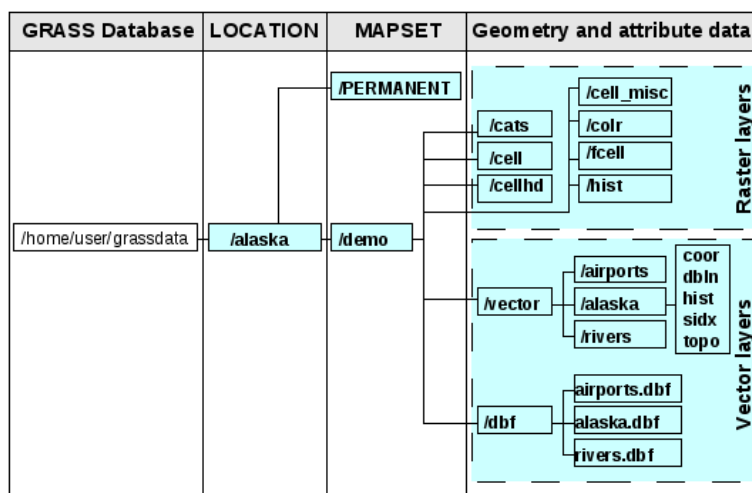 GRASS Database LOCATION MAPSET Geometry and attribute data
/PERMANENT
/cell_misc
/cats
/colr
/cell
/fcell
/cellhd
/hist
Raster layers
/home/user/grassdata /alaska /demo
/vector
/airports
/alaska
/rivers
coor
dbln
hist
sidx
topo
/dbf
airports.dbf
alaska.dbf
rivers.dbf
Vector layers